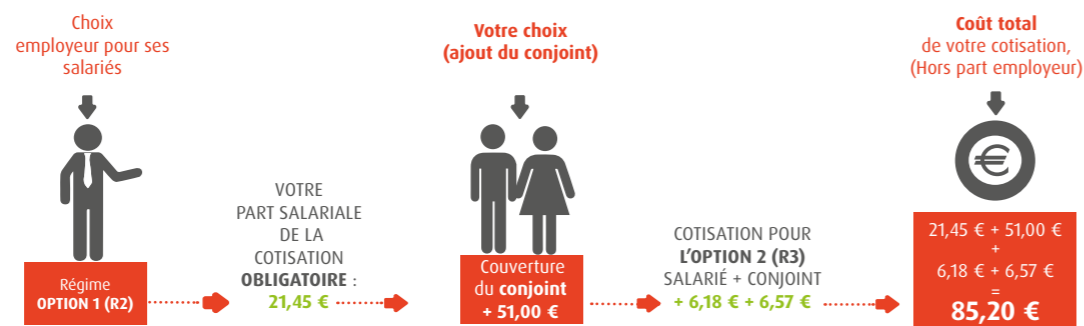 Choix
employeur pour ses
salariés
Régime
OPTION 1 (R2)
VOTRE
PART SALARIALE
DE LA
COTISATION
OBLIGATOIRE :
21,45 €
Votre choix
(ajout du conjoint)
Couverture
du conjoint
+ 51,00 €
COTISATION POUR
L'OPTION 2 (R3)
SALARIÉ + CONJOINT
+ 6,18 € + 6,57 €
Coût total
de votre cotisation,
(Hors part employeur)
€
21,45 € + 51,00 €
+
6,18 € + 6,57 €
=
85,20 €